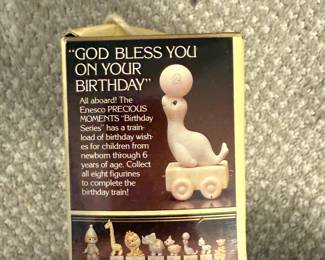 "GOD BLESS YOU
ON YOUR
BIRTHDAY"
All aboard! The
Enesco PRECIOUS
MOMENTS "Birthday
Series" has a train-
load of birthday wish-
es for children from
newborn through 6
years of age. Collect
all eight figurines
to complete the
birthday train!